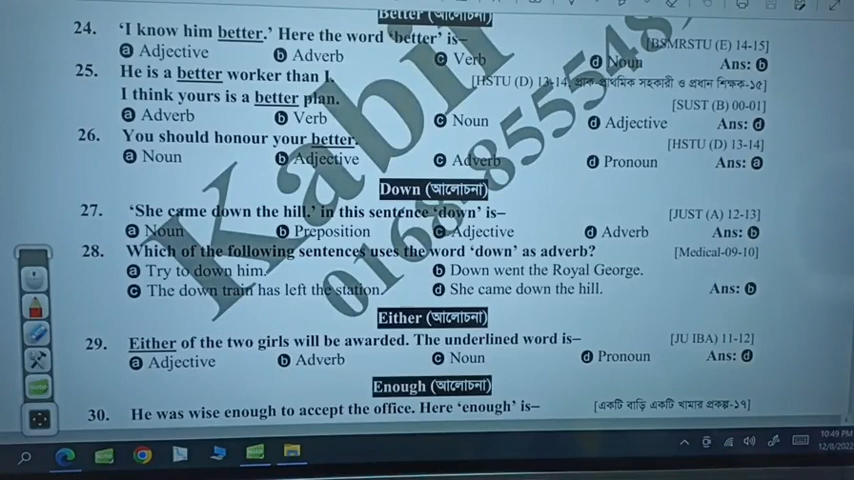 Better (আলোচনা)
24. 'I know him better.' Here the word 'better' is– [BSMRSTU (E) 14-15]
a Adjective b Adverb c Verb d Noun Ans: b
25. He is a better worker than I. [HSTU (D) 13-14, প্রাক-প্রাথমিক সহকারী ও প্রধান শিক্ষক-১৫]
I think yours is a better plan. [SUST (B) 00-01]
a Adverb b Verb c Noun d Adjective Ans: d
26. You should honour your better. [HSTU (D) 13-14]
a Noun b Adjective c Adverb d Pronoun Ans: a
Down (আলোচনা)
27. 'She came down the hill.' in this sentence 'down' is– [JUST (A) 12-13]
a Noun b Preposition c Adjective d Adverb Ans: b
28. Which of the following sentences uses the word 'down' as adverb? [Medical-09-10]
a Try to down him. b Down went the Royal George.
c The down train has left the station. d She came down the hill. Ans: b
Either (আলোচনা)
29. Either of the two girls will be awarded. The underlined word is– [JU IBA) 11-12]
a Adjective b Adverb c Noun d Pronoun Ans: d
Enough (আলোচনা)
30. He was wise enough to accept the office. Here 'enough' is– [একটি বাড়ি একটি খামার প্রকল্প-১৭]
Kabir
10:49 PM
12/8/2022